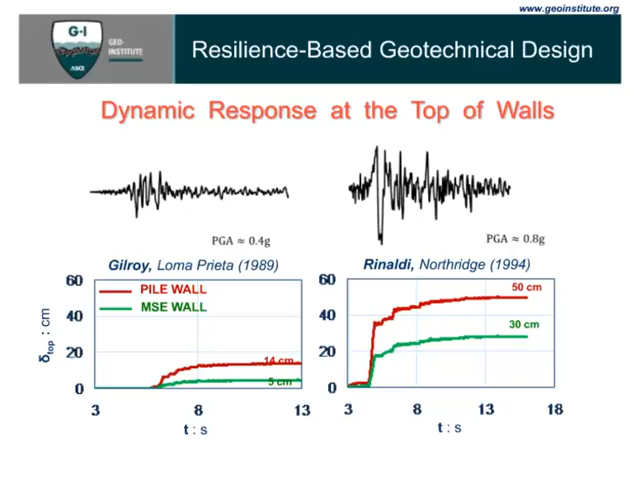 www.geoinstitute.org
G-I
GEO-
INSTITUTE
ASCE
Resilience-Based Geotechnical Design
Dynamic Response at the Top of Walls
PGA ≈ 0.4g
PGA ≈ 0.8g
Gilroy, Loma Prieta (1989)
Rinaldi, Northridge (1994)
60
40
20
0
δtop : cm
PILE WALL
MSE WALL
14 cm
5 cm
3 8 13
t : s
60
40
20
0
50 cm
30 cm
3 8 13 18
t : s